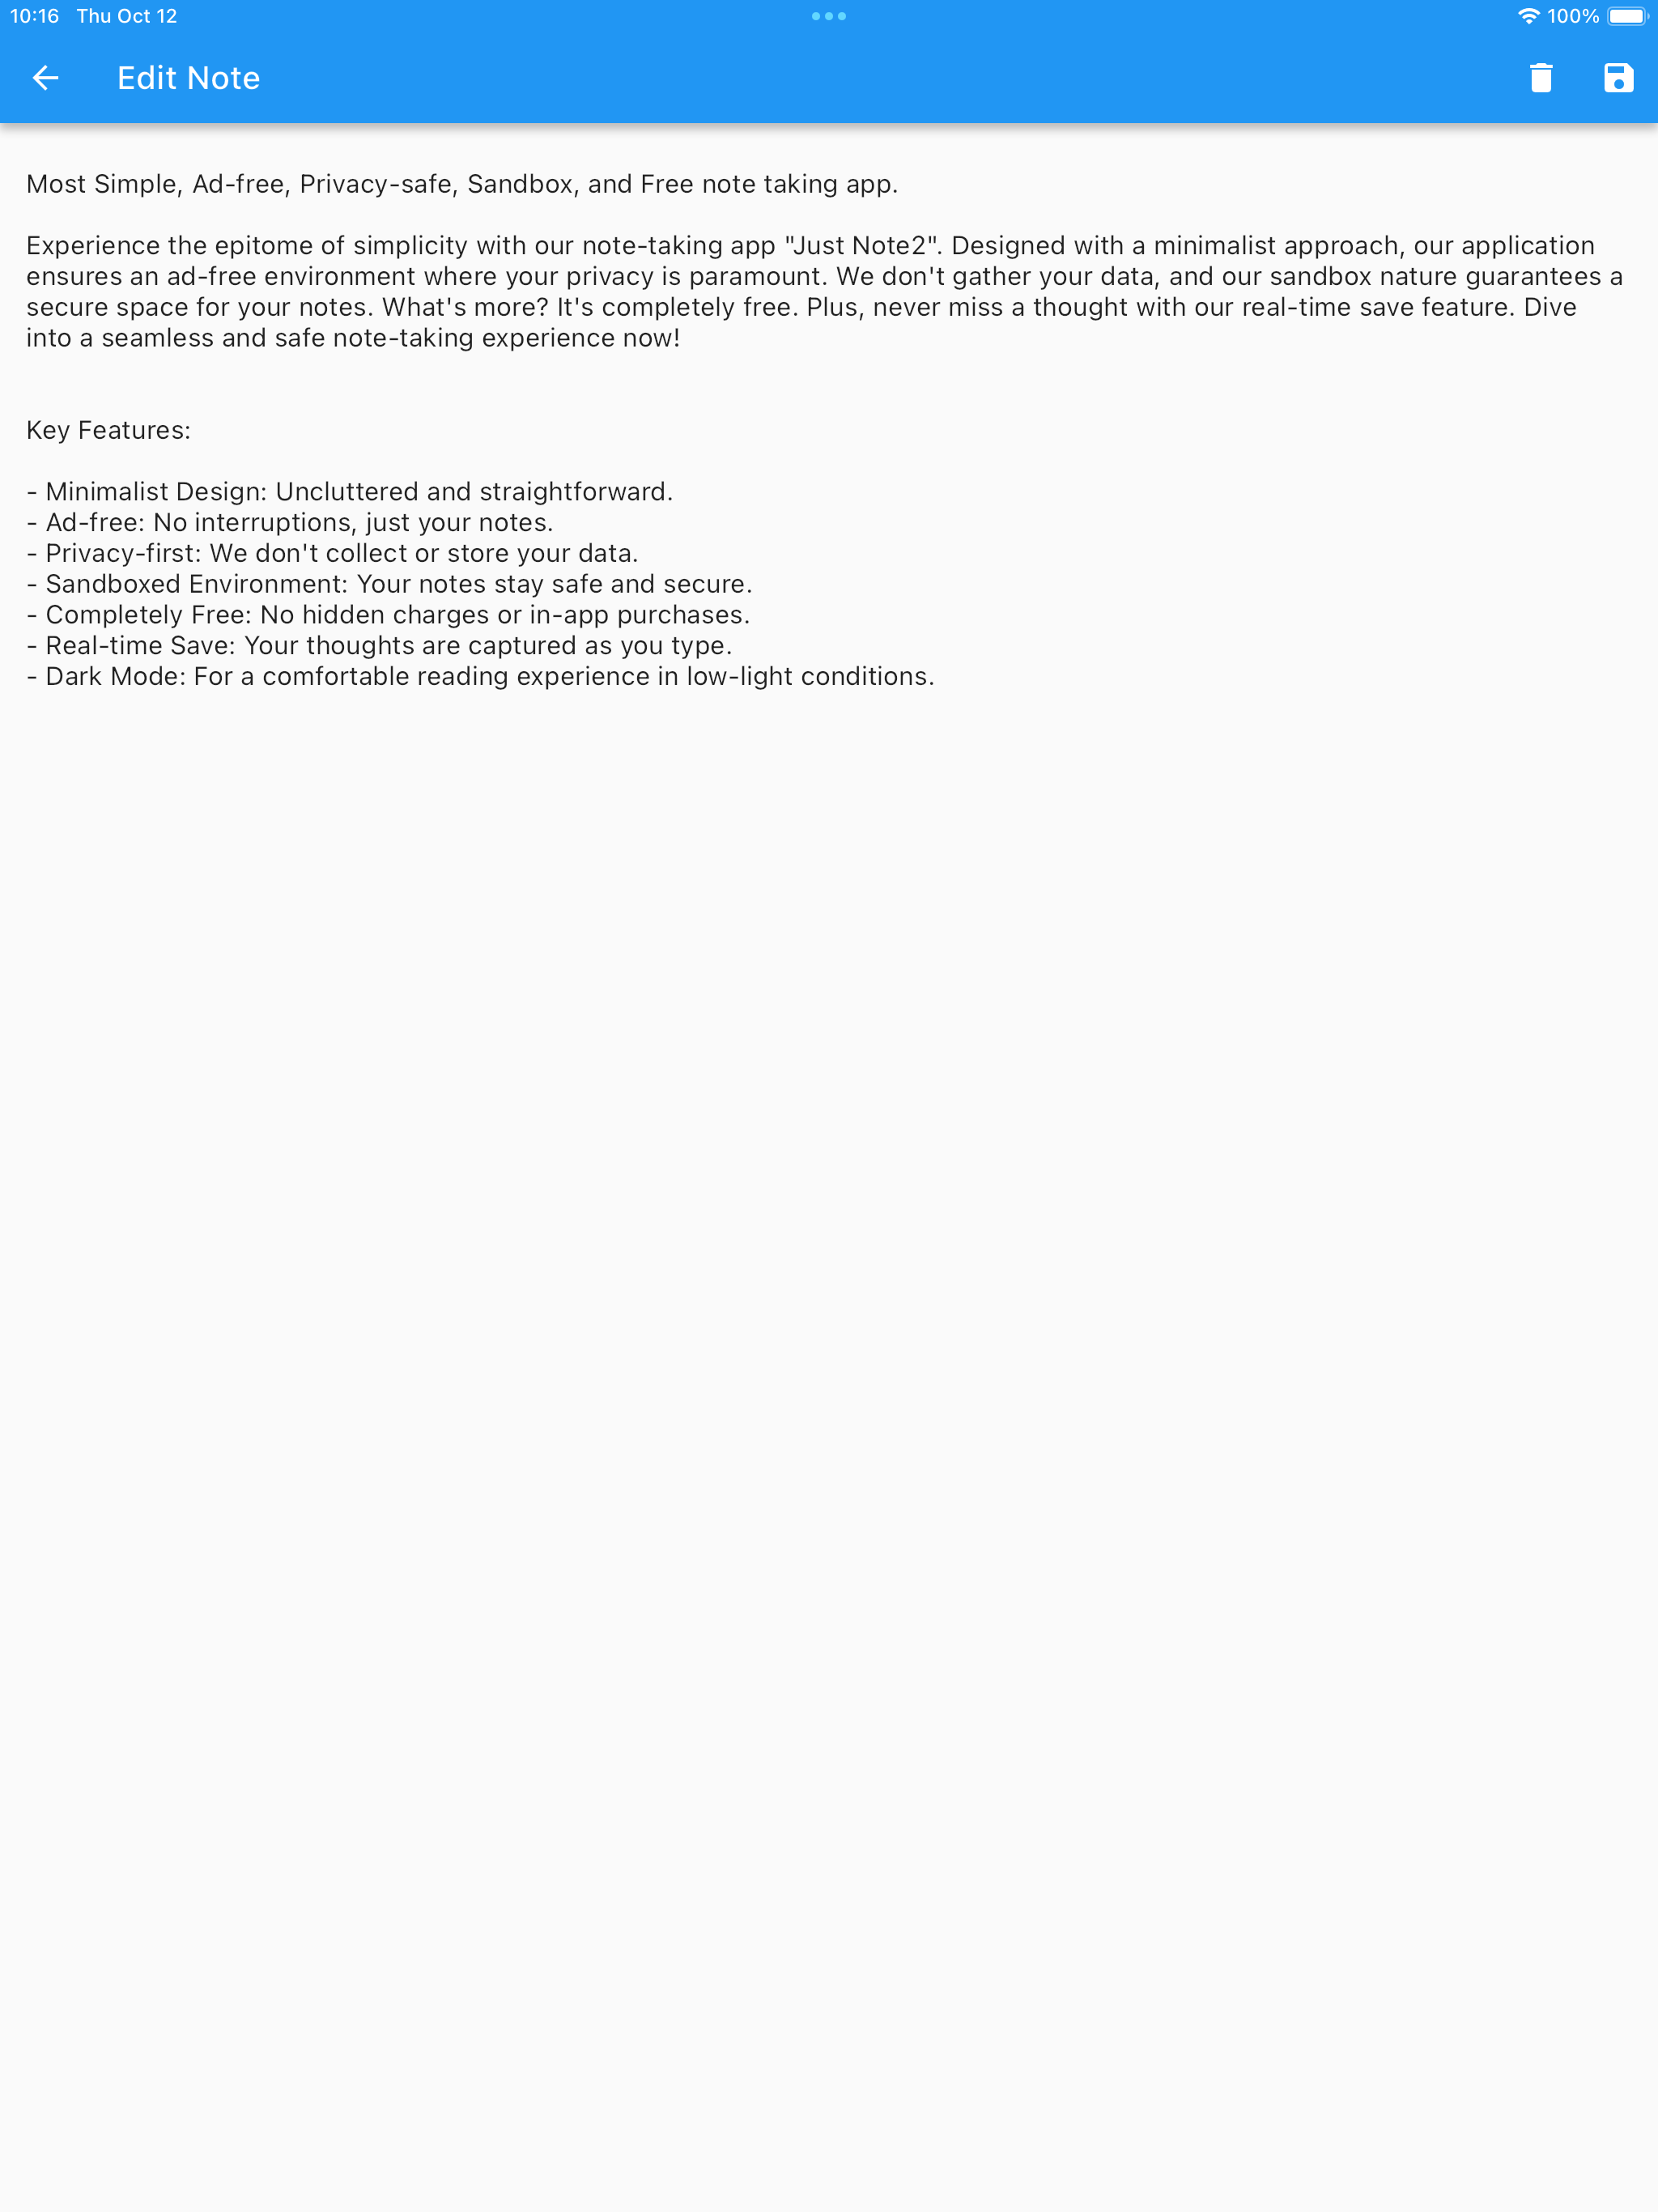 10:16 Thu Oct 12
100%
Edit Note
Most Simple, Ad-free, Privacy-safe, Sandbox, and Free note taking app.
Experience the epitome of simplicity with our note-taking app "Just Note2". Designed with a minimalist approach, our application
ensures an ad-free environment where your privacy is paramount. We don't gather your data, and our sandbox nature guarantees a
secure space for your notes. What's more? It's completely free. Plus, never miss a thought with our real-time save feature. Dive
into a seamless and safe note-taking experience now!
Key Features:
- Minimalist Design: Uncluttered and straightforward.
- Ad-free: No interruptions, just your notes.
- Privacy-first: We don't collect or store your data.
- Sandboxed Environment: Your notes stay safe and secure.
- Completely Free: No hidden charges or in-app purchases.
- Real-time Save: Your thoughts are captured as you type.
- Dark Mode: For a comfortable reading experience in low-light conditions.